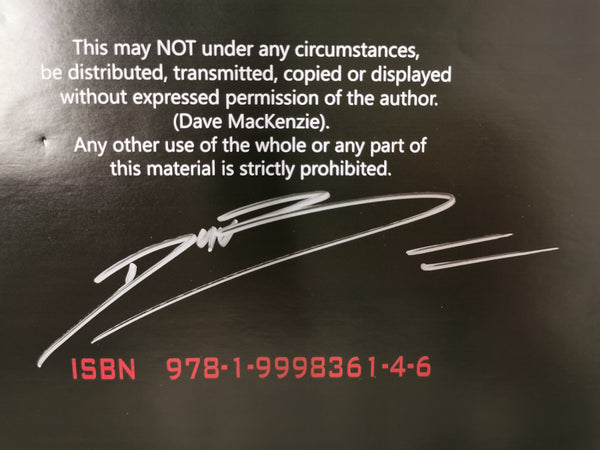 This may NOT under any circumstances,
be distributed, transmitted, copied or displayed
without expressed permission of the author.
(Dave MacKenzie).
Any other use of the whole or any part of
this material is strictly prohibited.
ISBN 978-1-9998361-4-6